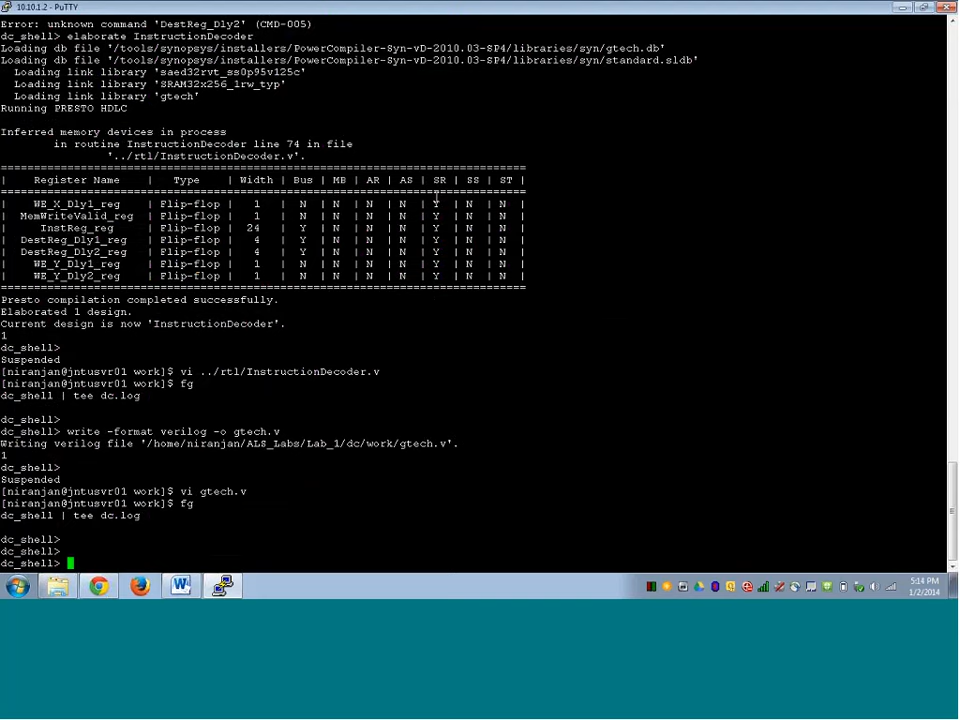 10.10.1.2 - PuTTY
Error: unknown command 'DestReg_Dly2' (CMD-005)
dc_shell> elaborate InstructionDecoder
Loading db file '/tools/synopsys/installers/PowerCompiler-Syn-vD-2010.03-SP4/libraries/syn/gtech.db'
Loading db file '/tools/synopsys/installers/PowerCompiler-Syn-vD-2010.03-SP4/libraries/syn/standard.sldb'
  Loading link library 'saed32rvt_ss0p95v125c'
  Loading link library 'SRAM32x256_1rw_typ'
  Loading link library 'gtech'
Running PRESTO HDLC
Inferred memory devices in process
        in routine InstructionDecoder line 74 in file
                '../rtl/InstructionDecoder.v'.
===============================================================================
|    Register Name     |   Type    | Width | Bus | MB | AR | AS | SR | SS | ST |
===============================================================================
|    WE_X_Dly1_reg     | Flip-flop |   1   |  N  | N  | N  | N  | Y  | N  | N  |
|  MemWriteValid_reg   | Flip-flop |   1   |  N  | N  | N  | N  | Y  | N  | N  |
|     InstReg_reg      | Flip-flop |  24   |  Y  | N  | N  | N  | Y  | N  | N  |
|   DestReg_Dly1_reg   | Flip-flop |   4   |  Y  | N  | N  | N  | Y  | N  | N  |
|   DestReg_Dly2_reg   | Flip-flop |   4   |  Y  | N  | N  | N  | Y  | N  | N  |
|    WE_Y_Dly1_reg     | Flip-flop |   1   |  N  | N  | N  | N  | Y  | N  | N  |
|    WE_Y_Dly2_reg     | Flip-flop |   1   |  N  | N  | N  | N  | Y  | N  | N  |
===============================================================================
Presto compilation completed successfully.
Elaborated 1 design.
Current design is now 'InstructionDecoder'.
1
dc_shell>
Suspended
[niranjan@jntusvr01 work]$ vi ../rtl/InstructionDecoder.v
[niranjan@jntusvr01 work]$ fg
dc_shell | tee dc.log
dc_shell>
dc_shell> write -format verilog -o gtech.v
Writing verilog file '/home/niranjan/ALS_Labs/Lab_1/dc/work/gtech.v'.
1
dc_shell>
Suspended
[niranjan@jntusvr01 work]$ vi gtech.v
[niranjan@jntusvr01 work]$ fg
dc_shell | tee dc.log
dc_shell>
dc_shell>
dc_shell>
5:14 PM
1/2/2014